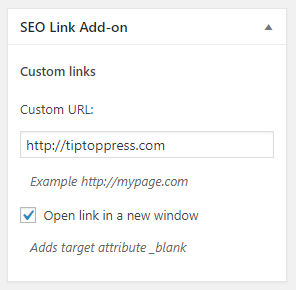 SEO Link Add-on
Custom links
Custom URL:
http://tiptoppress.com
Example http://mypage.com
Open link in a new window
Adds target attribute _blank